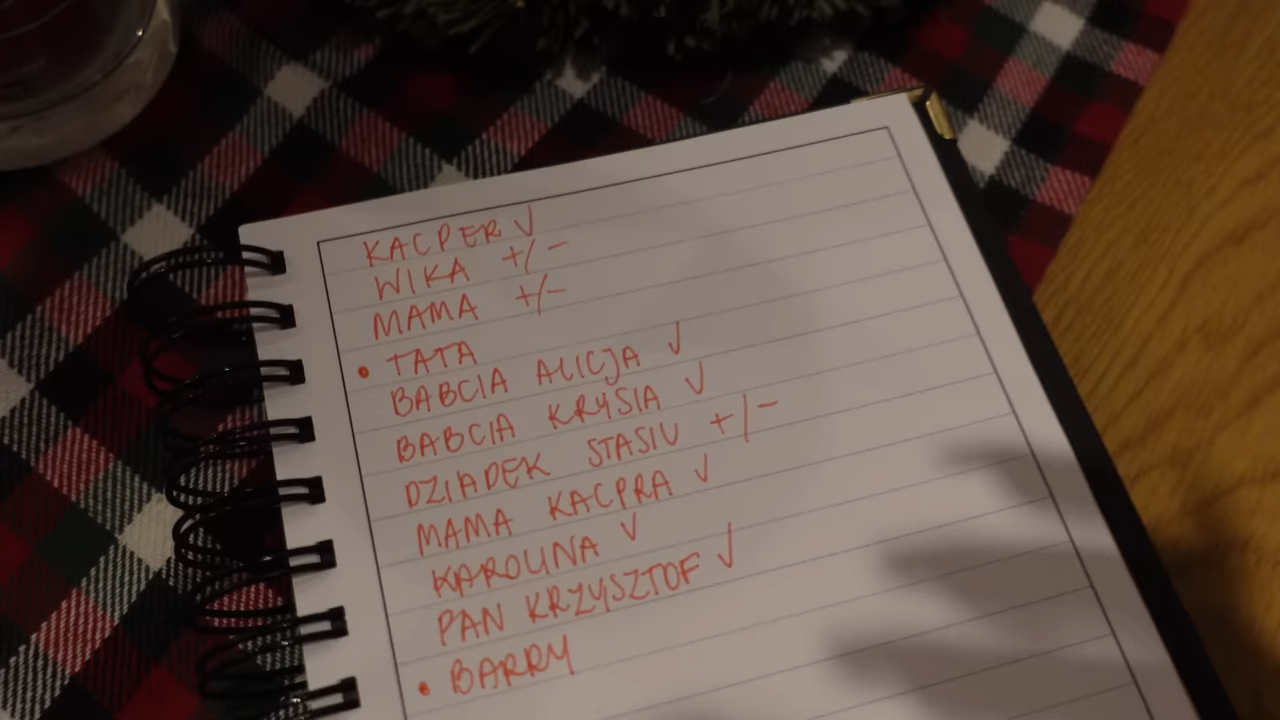 KACPER √
WIKA +/-
MAMA +/-
• TATA
BABCIA ALICJA √
BABCIA KRYSIA √
DZIADEK STASIU +/-
MAMA KACPRA √
KAROLINA √
PAN KRZYSZTOF √
• BARRY